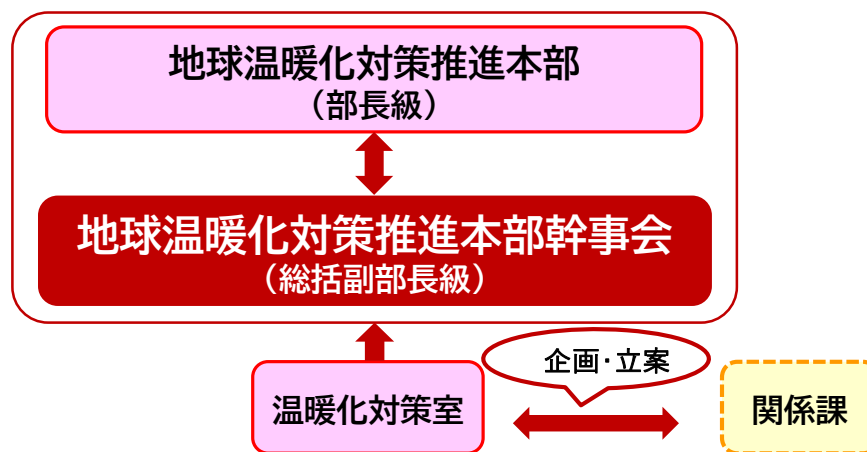 地球温暖化対策推進本部
（部長級）
地球温暖化対策推進本部幹事会
（総括副部長級）
企画・立案
温暖化対策室
関係課